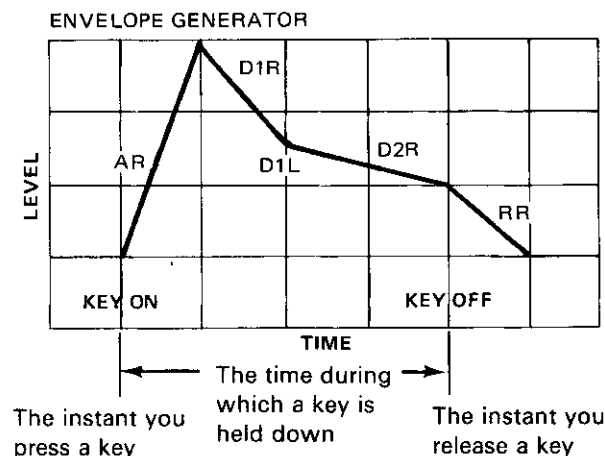 ENVELOPE GENERATOR
D1R
AR
D1L
D2R
RR
LEVEL
KEY ON
KEY OFF
TIME
The time during
which a key is
held down
The instant you
press a key
The instant you
release a key